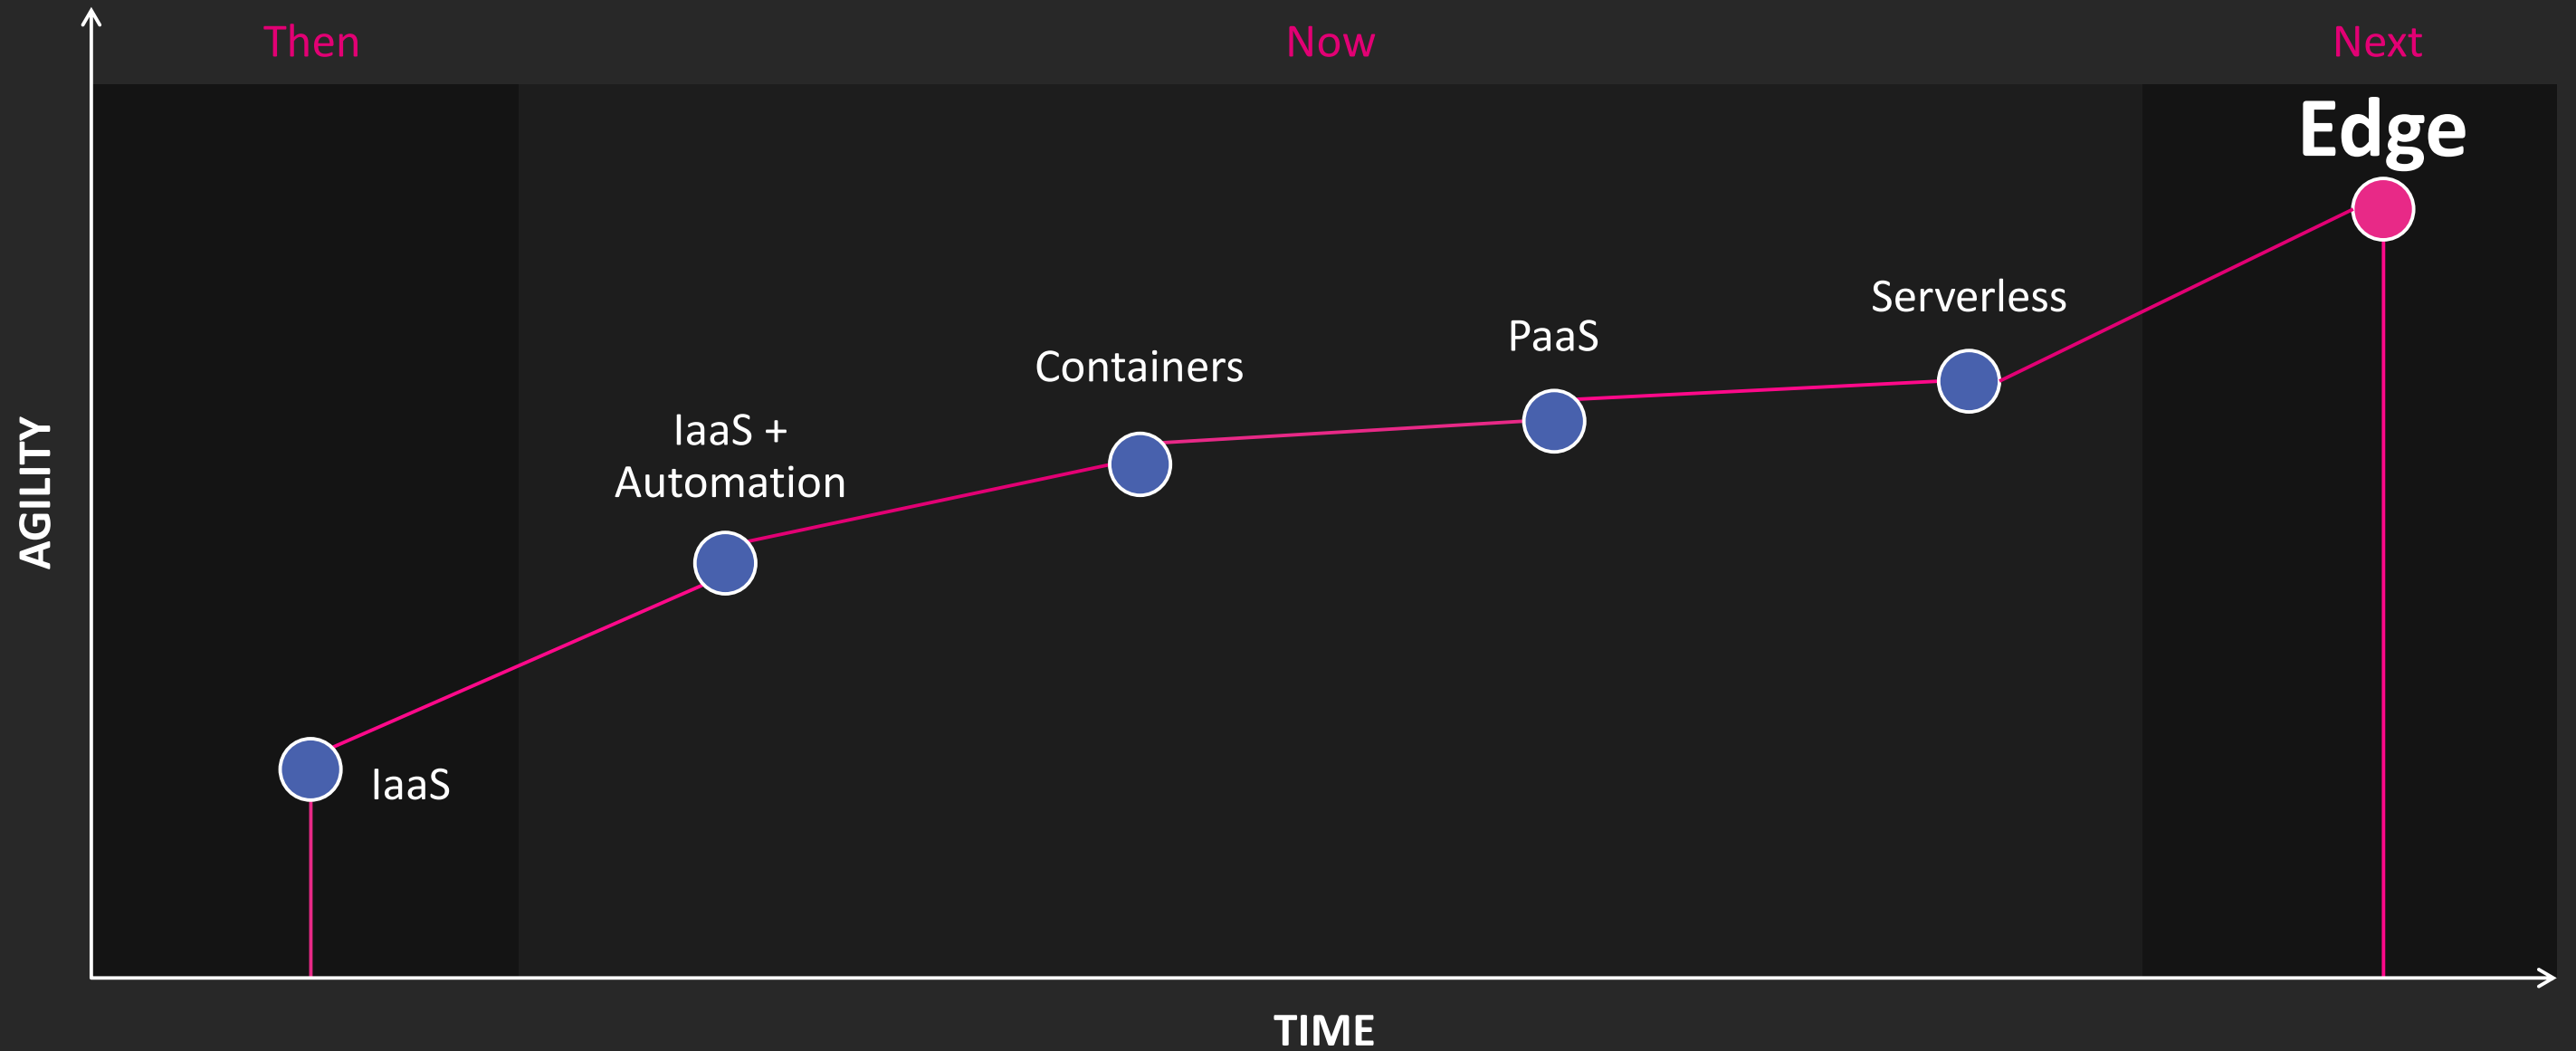 Then
Now
Next
Edge
Serverless
PaaS
Containers
IaaS +
Automation
IaaS
AGILITY
TIME